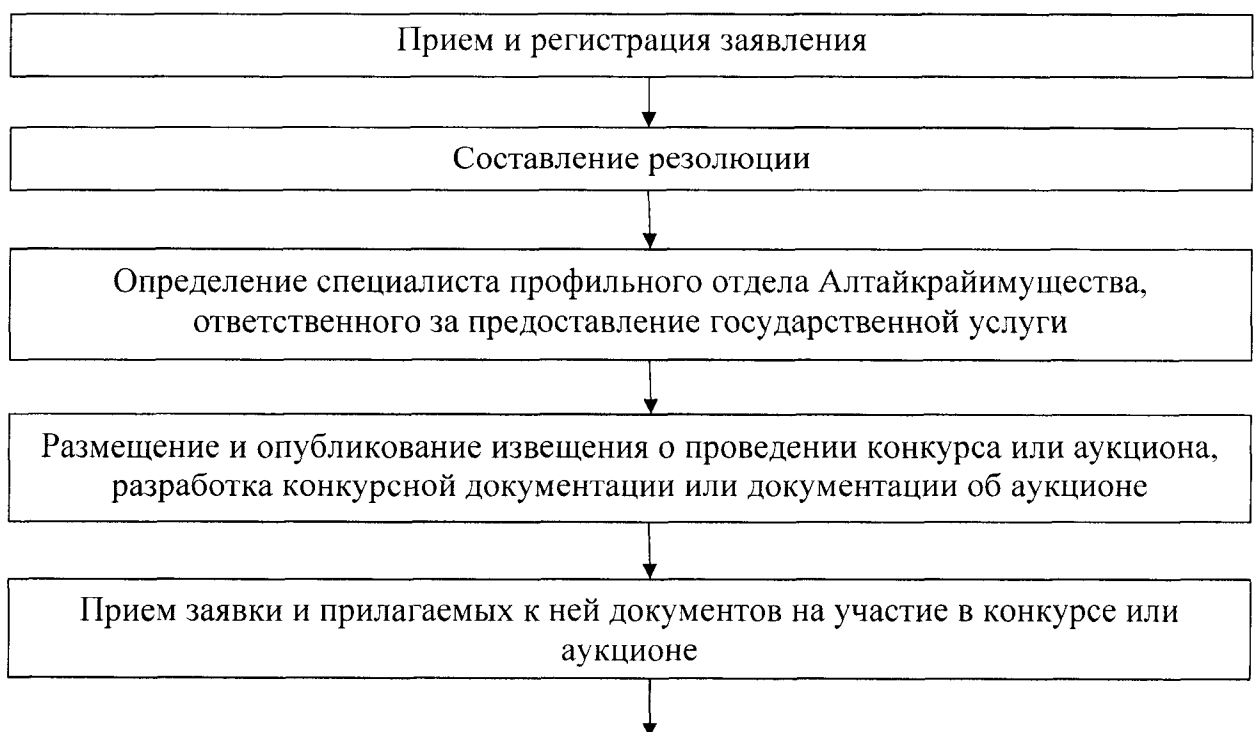 Прием и регистрация заявления
Составление резолюции
Определение специалиста профильного отдела Алтайкрайимущества,
ответственного за предоставление государственной услуги
Размещение и опубликование извещения о проведении конкурса или аукциона,
разработка конкурсной документации или документации об аукционе
Прием заявки и прилагаемых к ней документов на участие в конкурсе или
аукционе